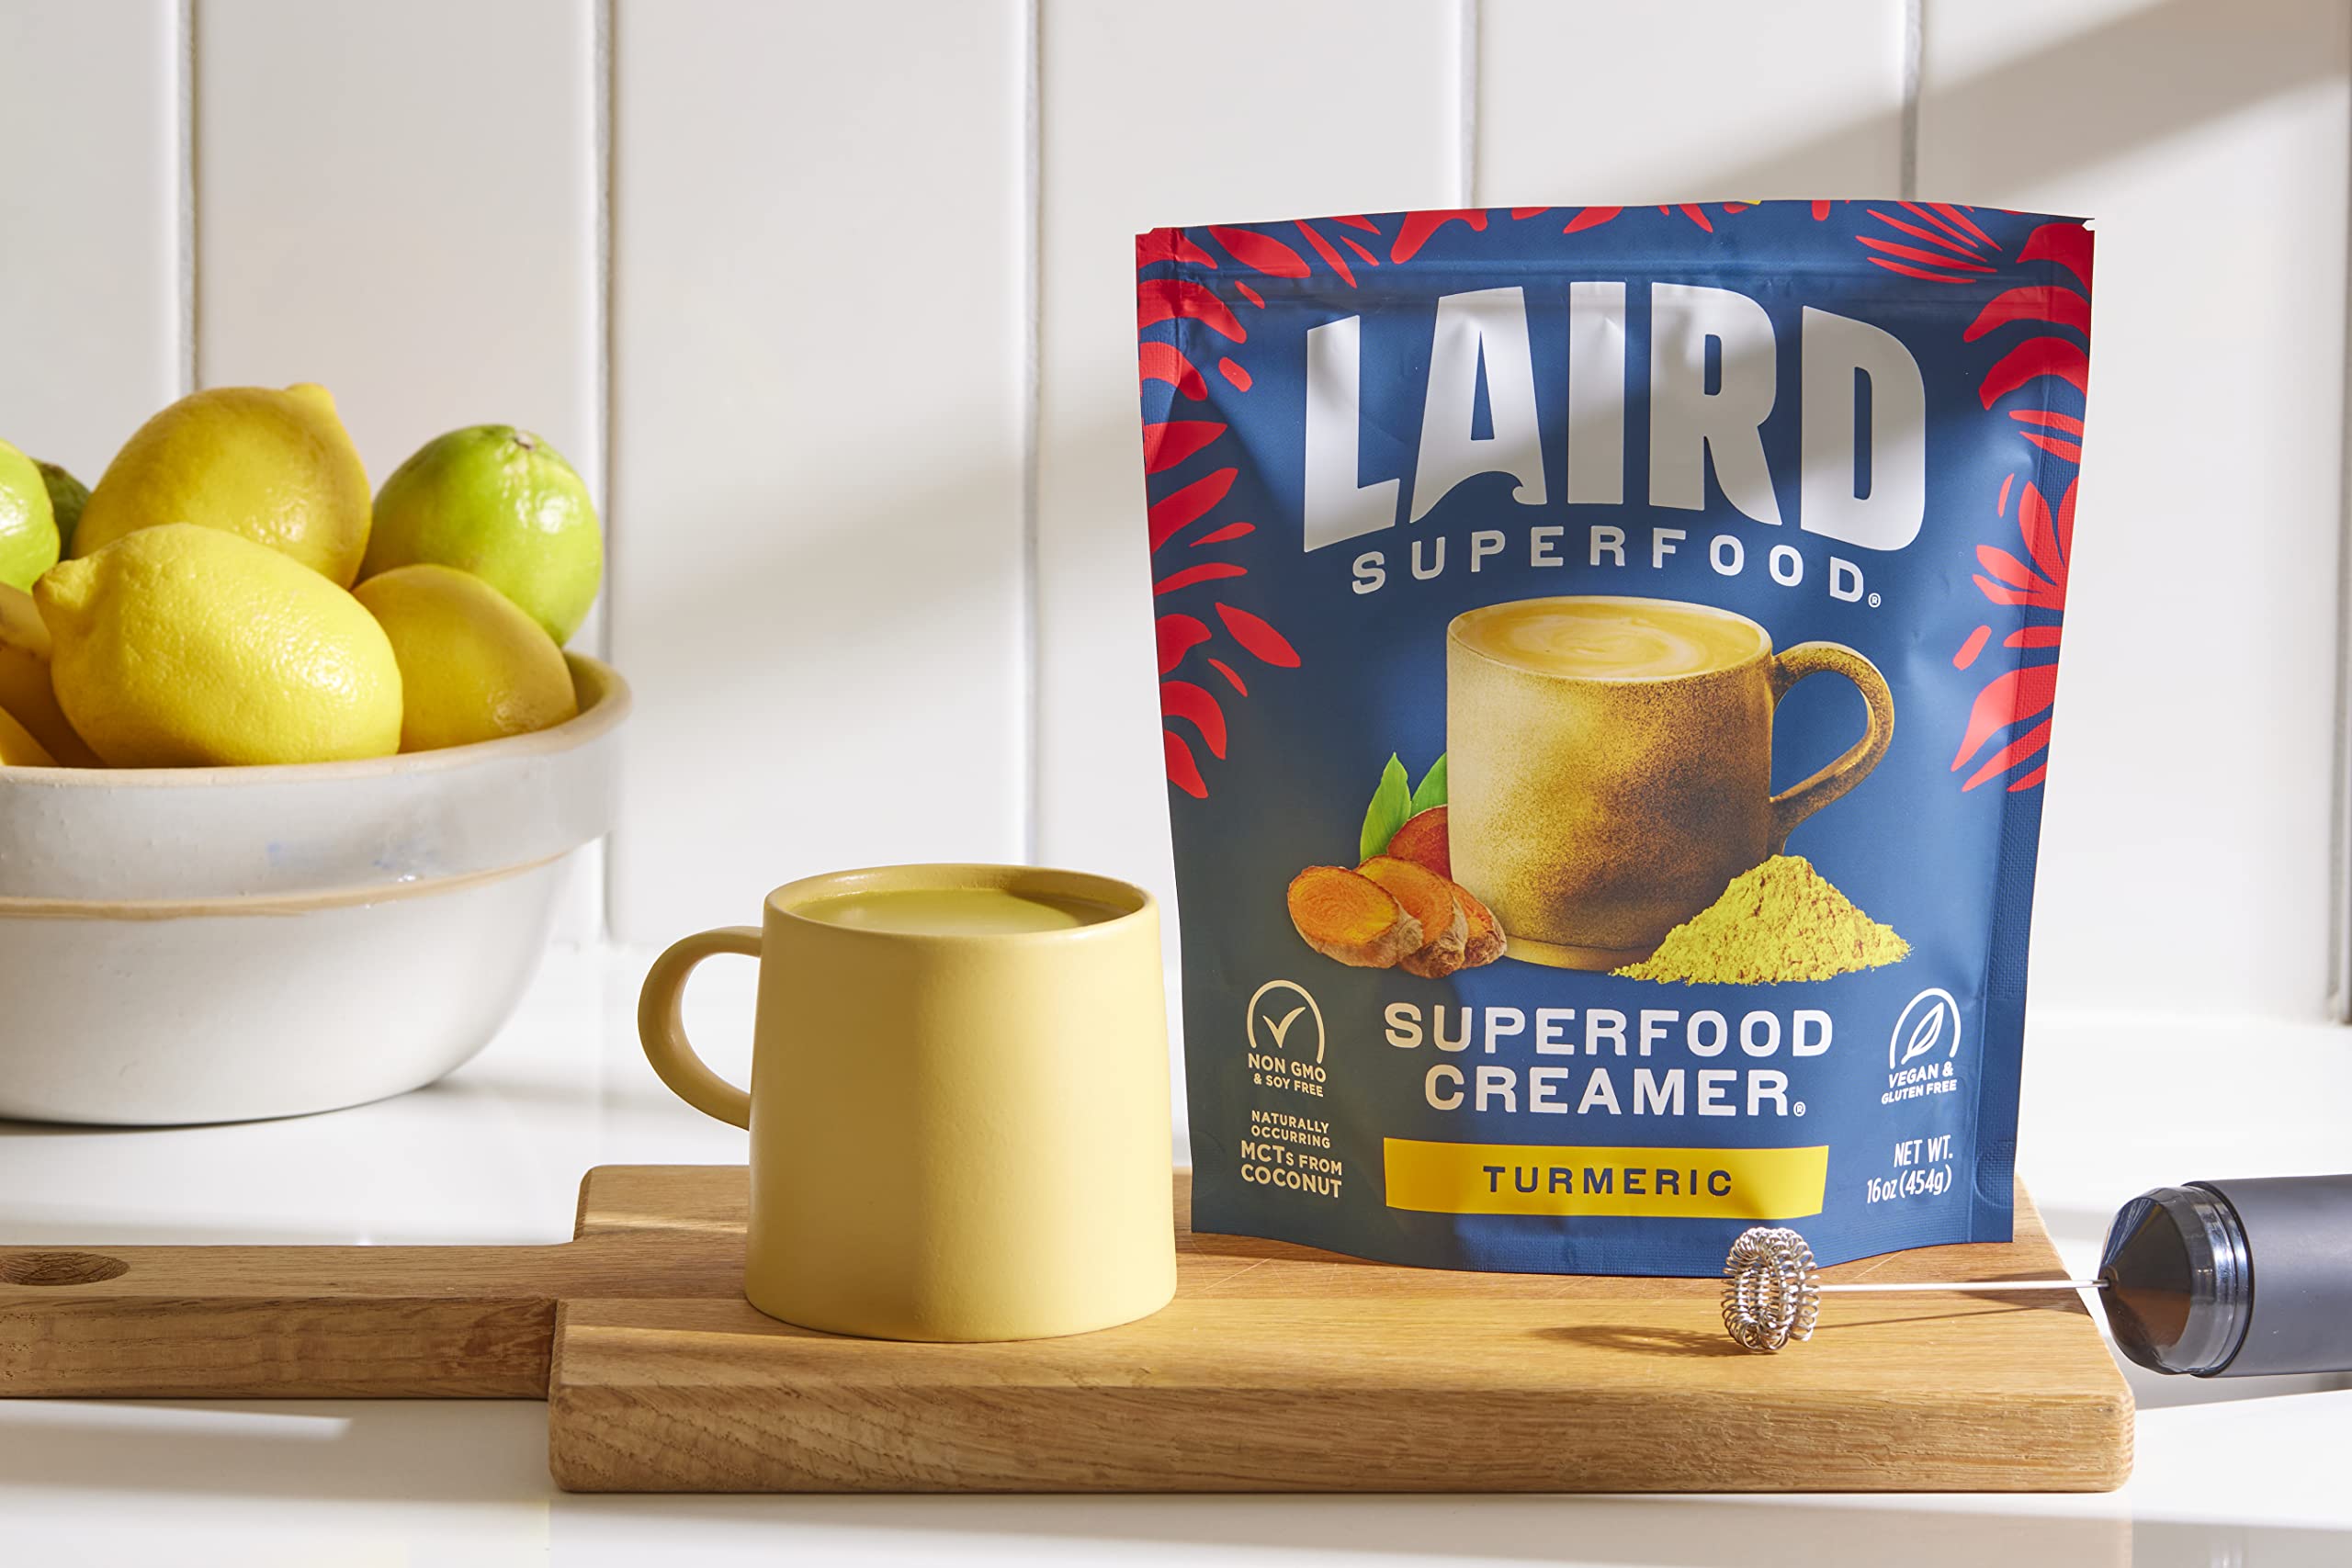 LAIRD
SUPERFOOD®
SUPERFOOD
CREAMER®
TURMERIC
NON GMO
& SOY FREE
NATURALLY
OCCURRING
MCTs FROM
COCONUT
VEGAN &
GLUTEN FREE
NET WT.
16oz (454g)